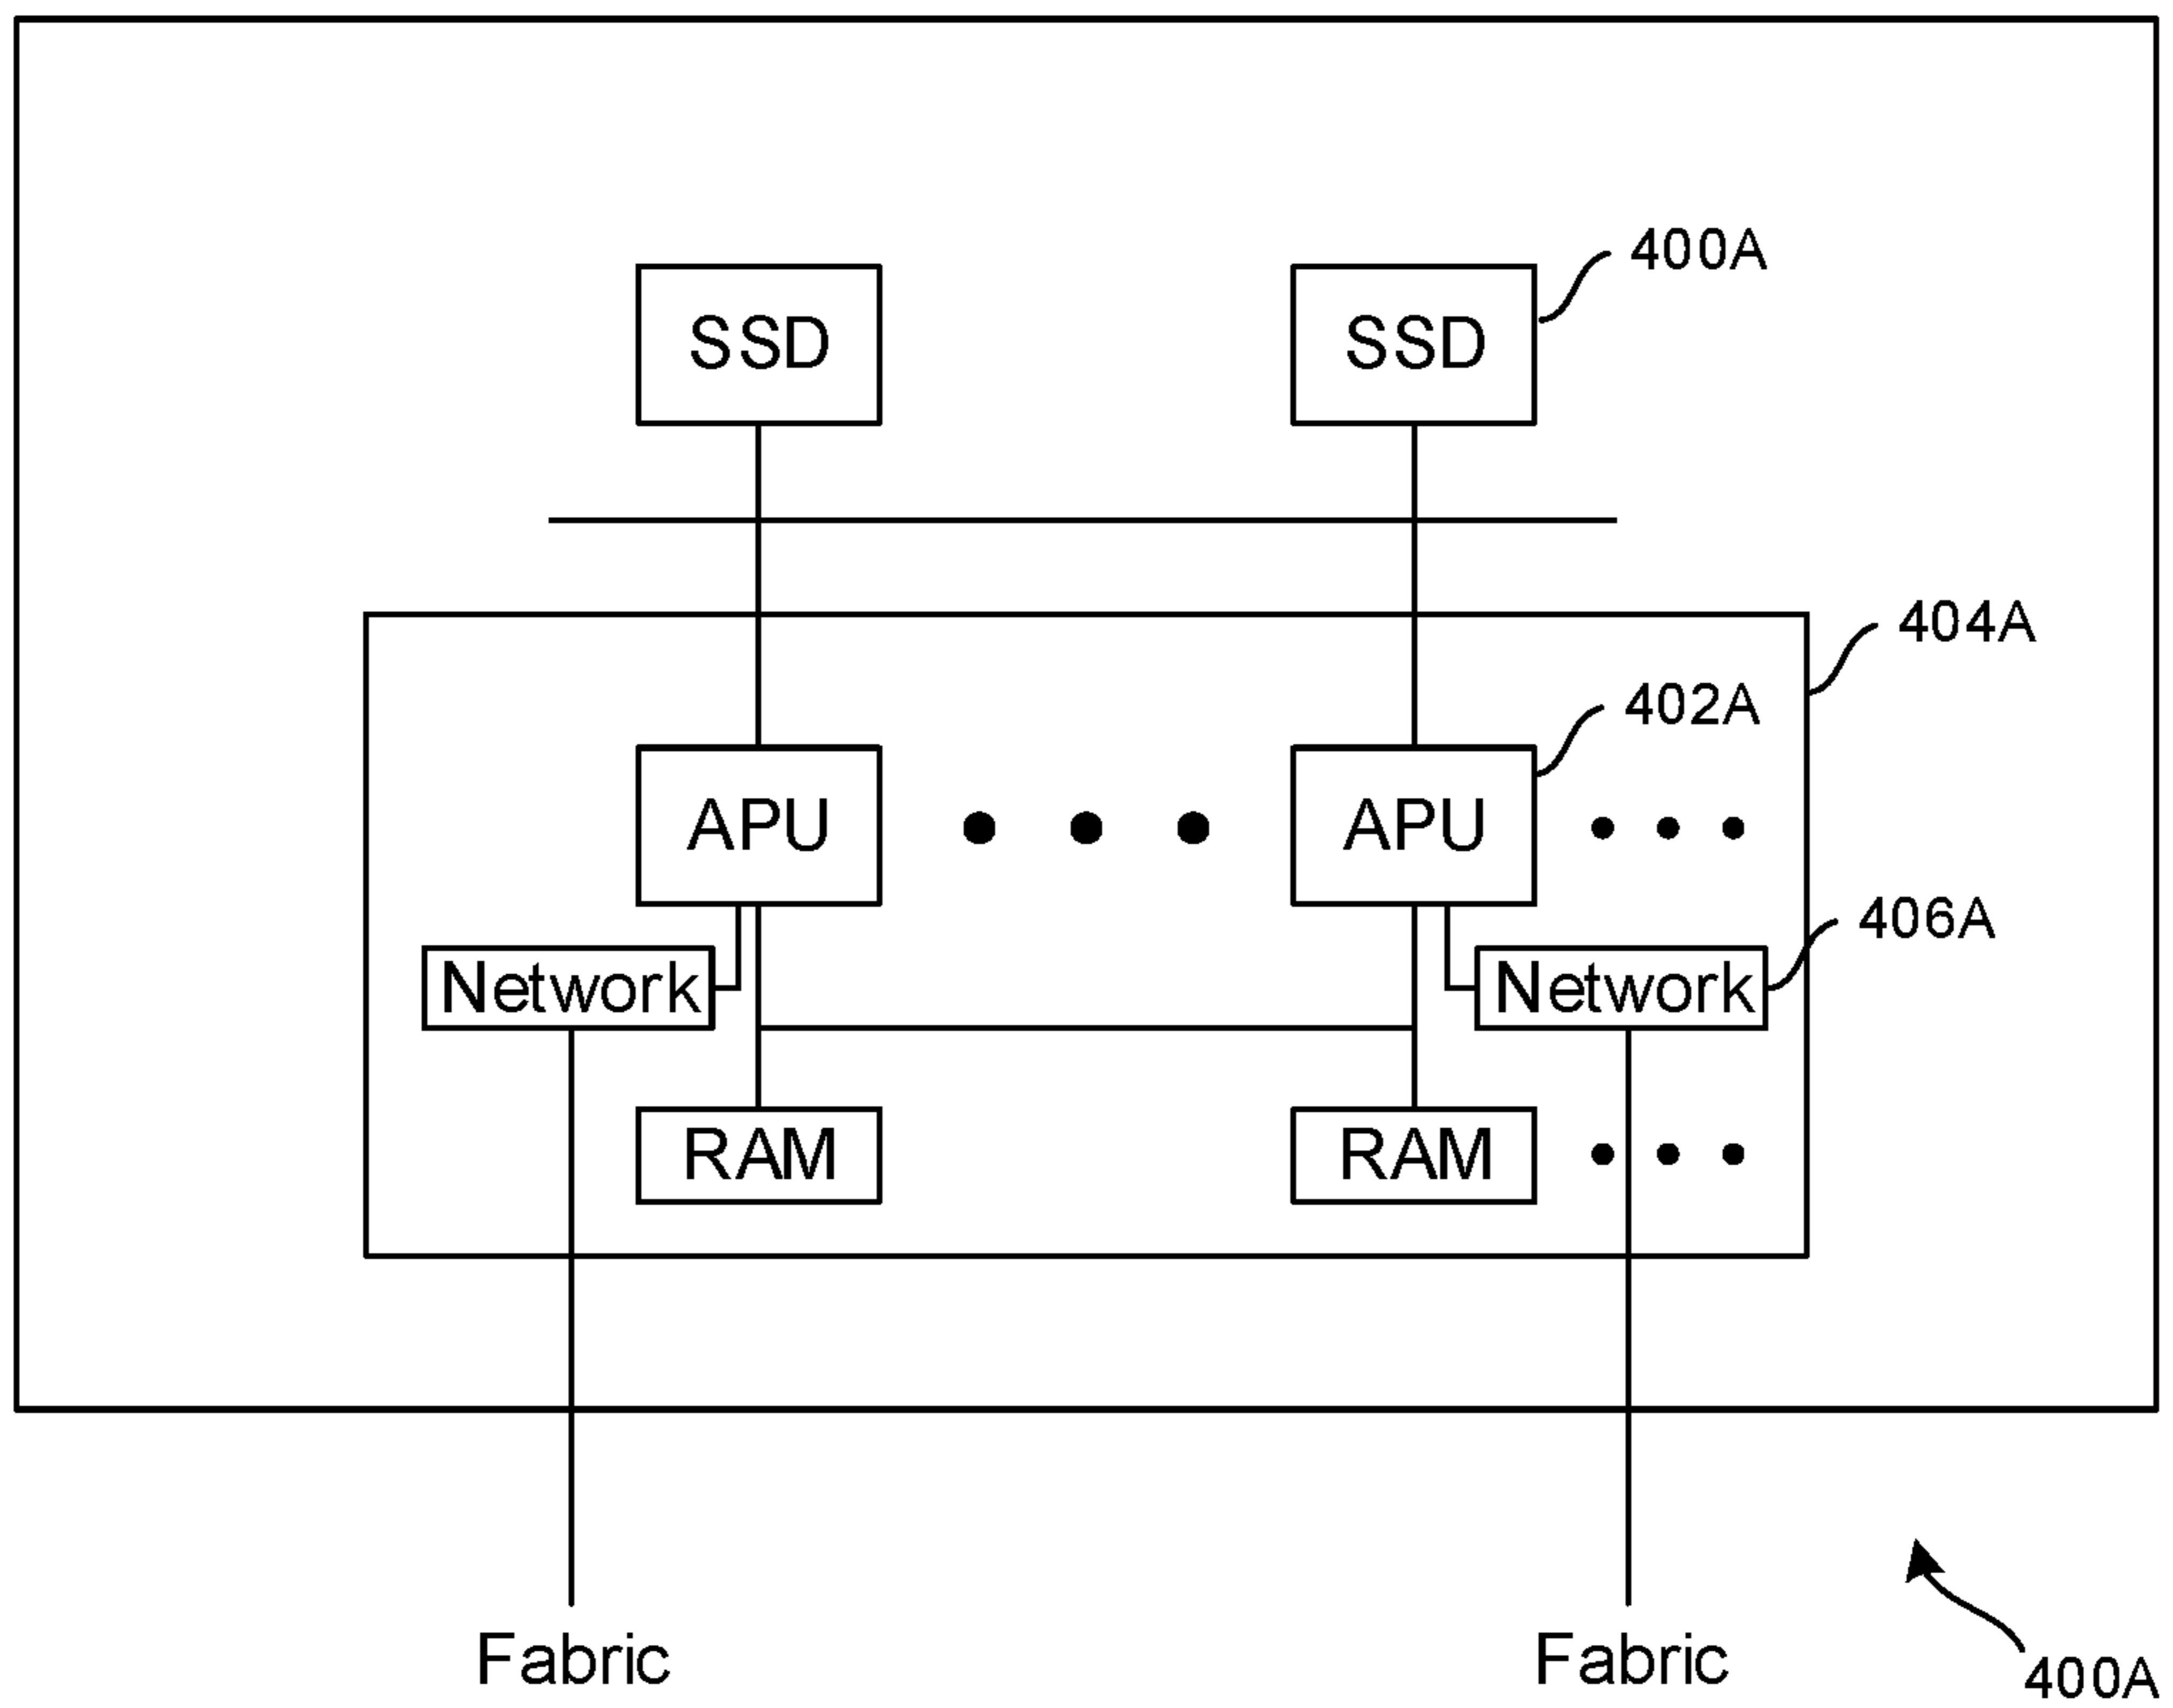 400A
SSD
SSD
404A
402A
APU
APU
406A
Network
Network
RAM
RAM
Fabric
Fabric
400A